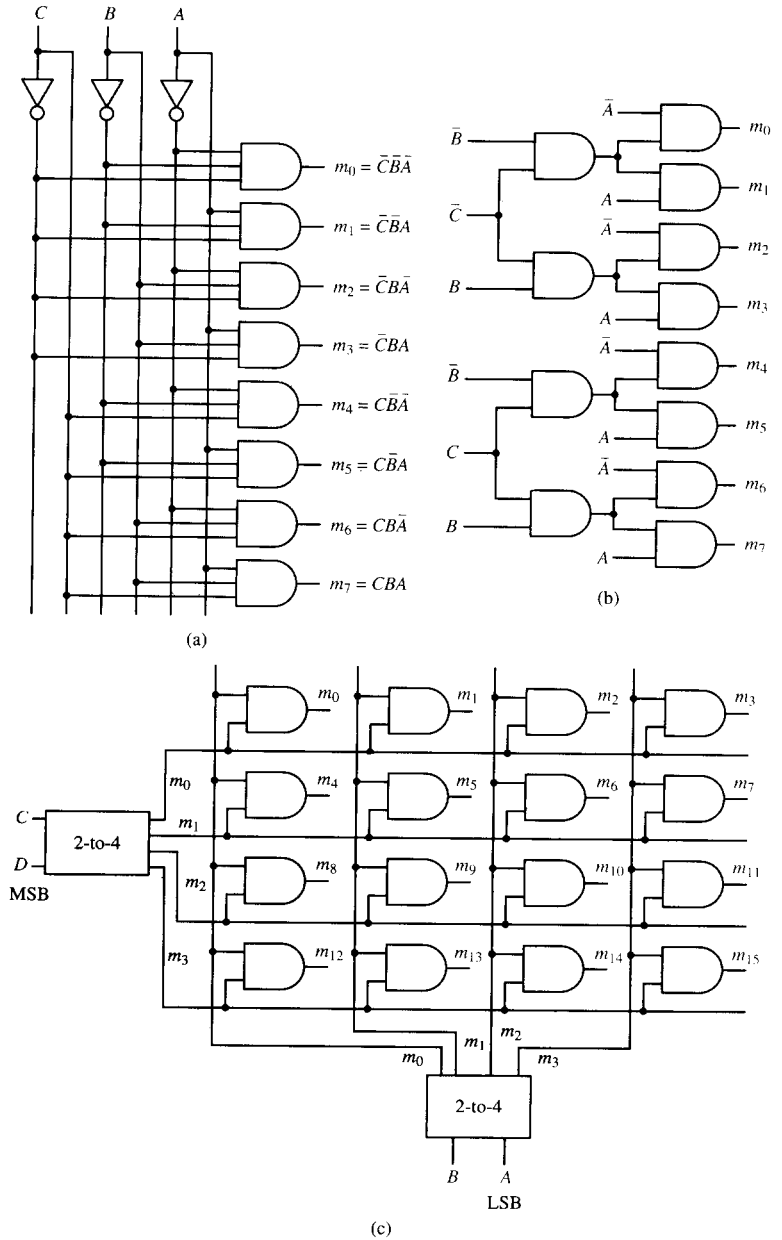 C B A
m₀ = C̄B̄Ā
m₁ = C̄B̄A
m₂ = C̄BĀ
m₃ = C̄BA
m₄ = CB̄Ā
m₅ = CB̄A
m₆ = CBĀ
m₇ = CBA
(a)
Ā
m₀
B̄
m₁
A
C̄
Ā
m₂
B
m₃
A
Ā
m₄
B̄
m₅
A
C
Ā
m₆
B
m₇
A
(b)
m₀ m₁ m₂ m₃
m₀
m₄ m₅ m₆ m₇
C
m₁
2-to-4
D
MSB
m₂
m₈ m₉ m₁₀ m₁₁
m₃
m₁₂ m₁₃ m₁₄ m₁₅
m₀ m₁ m₂ m₃
2-to-4
B A
LSB
(c)